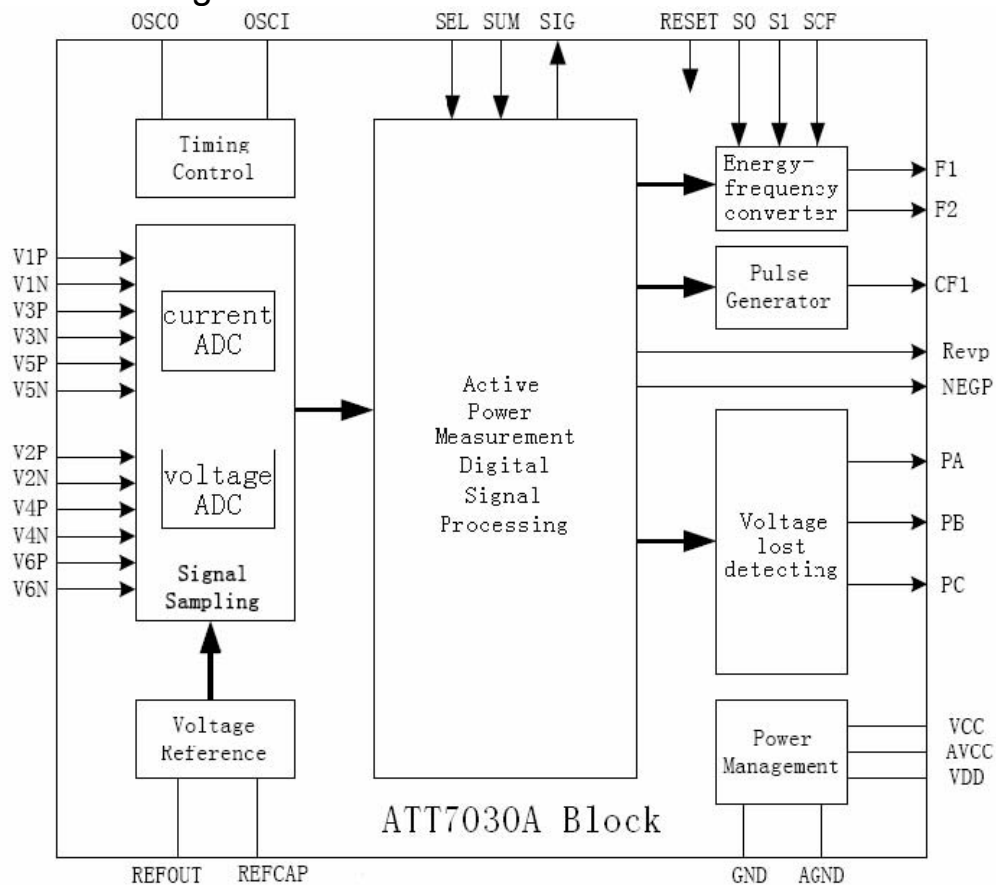 OSCO OSCI SEL SUM SIG RESET S0 S1 SCF
Timing
Control
Energy-
frequency
converter
F1
F2
V1P
V1N
V3P
V3N
V5P
V5N
current
ADC
Pulse
Generator
CF1
Revp
NEGP
Active
Power
Measurement
Digital
Signal
Processing
V2P
V2N
V4P
V4N
V6P
V6N
voltage
ADC
Signal
Sampling
Voltage
lost
detecting
PA
PB
PC
Voltage
Reference
Power
Management
VCC
AVCC
VDD
ATT7030A Block
REFOUT REFCAP GND AGND